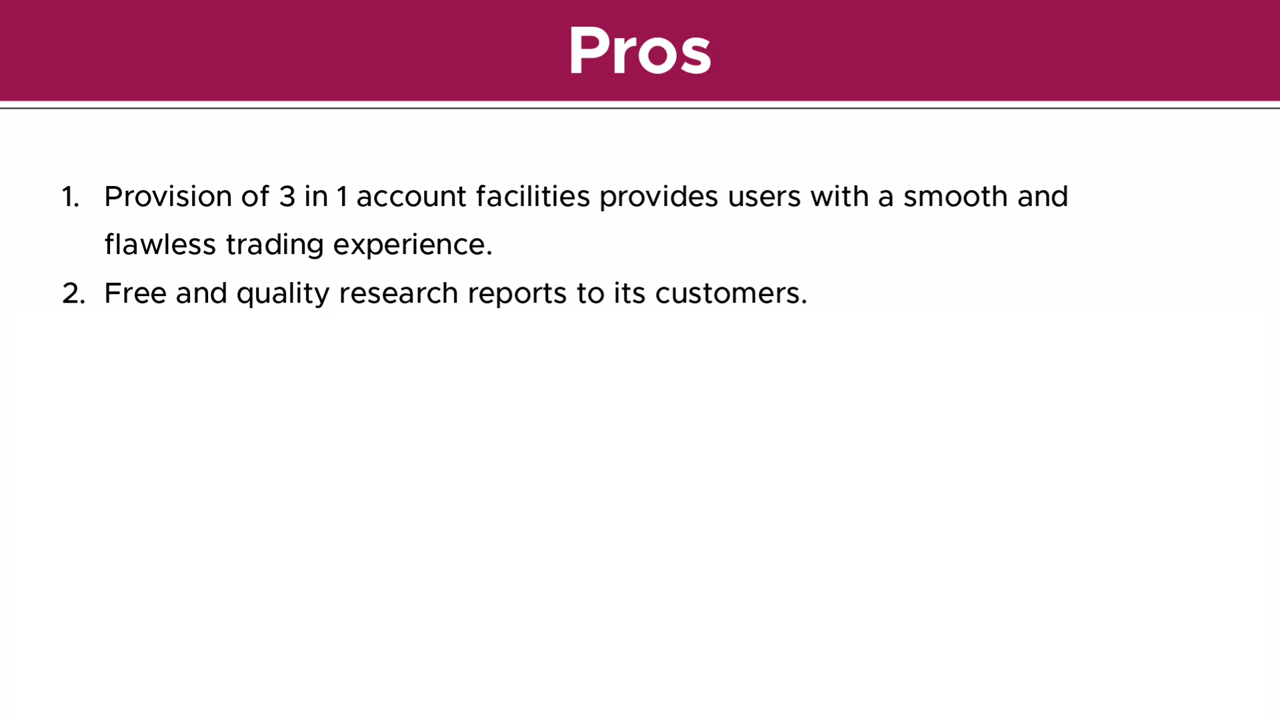 Pros
1. Provision of 3 in 1 account facilities provides users with a smooth and
flawless trading experience.
2. Free and quality research reports to its customers.